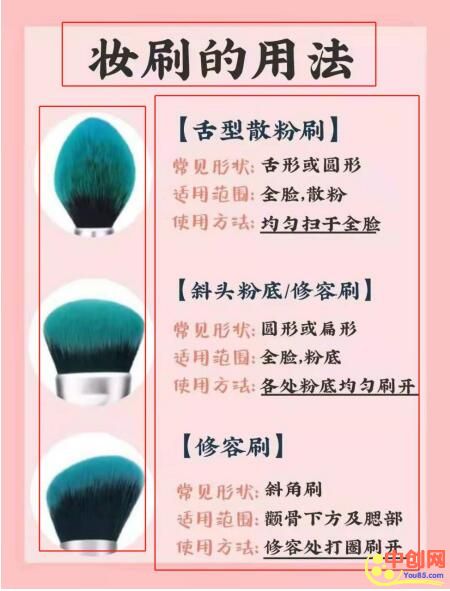 妆刷的用法
【舌型散粉刷】
常见形状: 舌形或圆形
适用范围: 全脸,散粉
使用方法: 均匀扫于全脸
【斜头粉底/修容刷】
常见形状: 圆形或扁形
适用范围: 全脸,粉底
使用方法: 各处粉底均匀刷开
【修容刷】
常见形状: 斜角刷
适用范围: 颧骨下方及腮部
使用方法: 修容处打圈刷开
中创网
You85.com